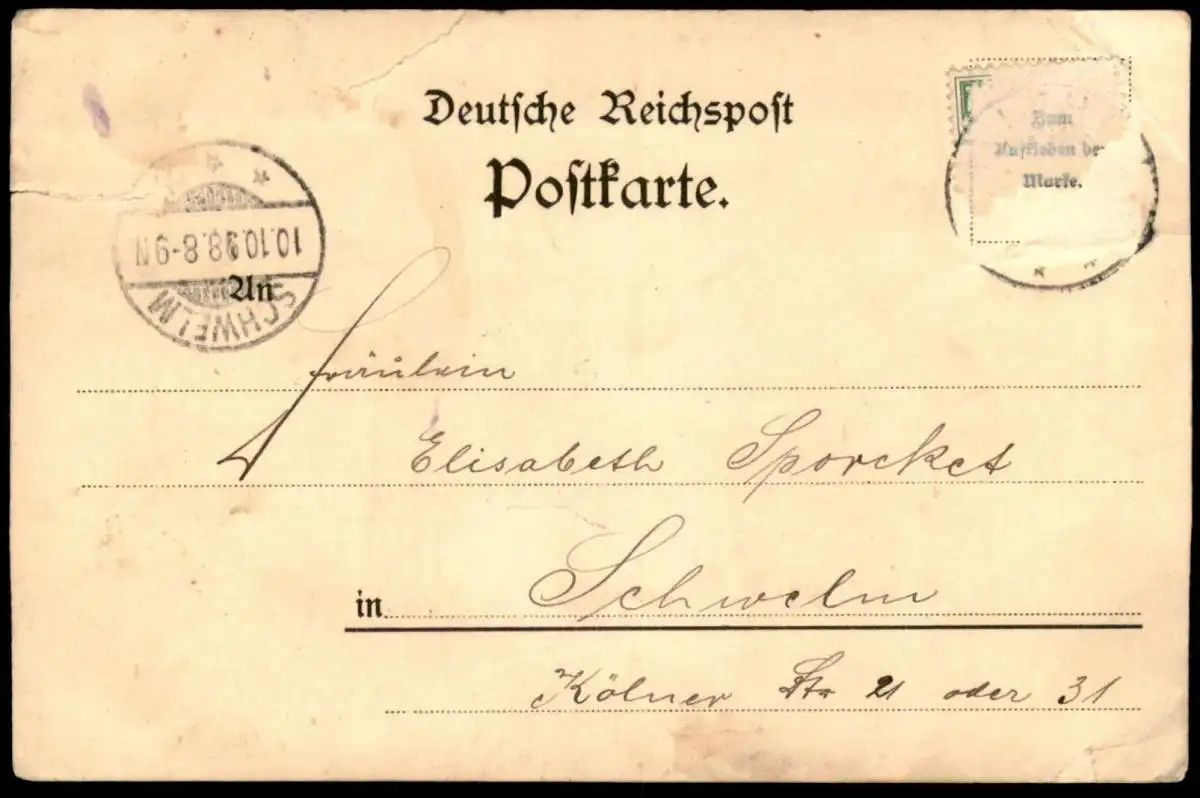 Deutsche Reichspost
Postkarte.
Zum
Aufkleben de
Marke.
10.10.98.8-9N
SCHWELM
An
Fräulein
Elisabeth Sporcket
in Schwelm
Kölner Str 21 oder 31